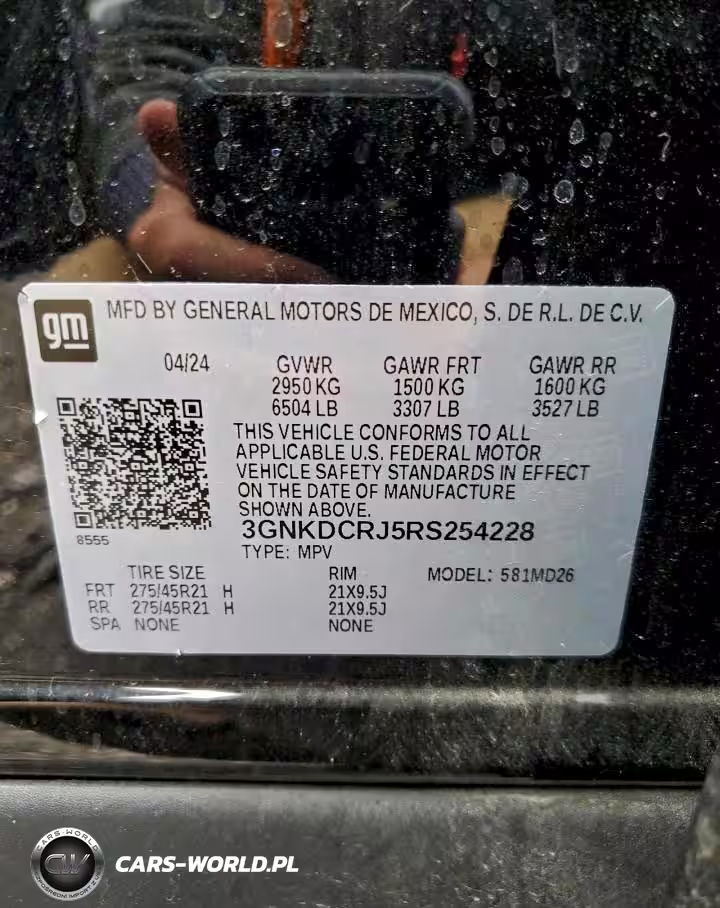 gm
MFD BY GENERAL MOTORS DE MEXICO, S. DE R.L. DE C.V.
04/24 GVWR GAWR FRT GAWR RR
2950 KG 1500 KG 1600 KG
6504 LB 3307 LB 3527 LB
THIS VEHICLE CONFORMS TO ALL
APPLICABLE U.S. FEDERAL MOTOR
VEHICLE SAFETY STANDARDS IN EFFECT
ON THE DATE OF MANUFACTURE
SHOWN ABOVE.
8555
3GNKDCRJ5RS254228
TYPE: MPV
TIRE SIZE RIM MODEL: 581MD26
FRT 275/45R21 H 21X9.5J
RR 275/45R21 H 21X9.5J
SPA NONE NONE
CARS-WORLD
CW
CARS-WORLD.PL